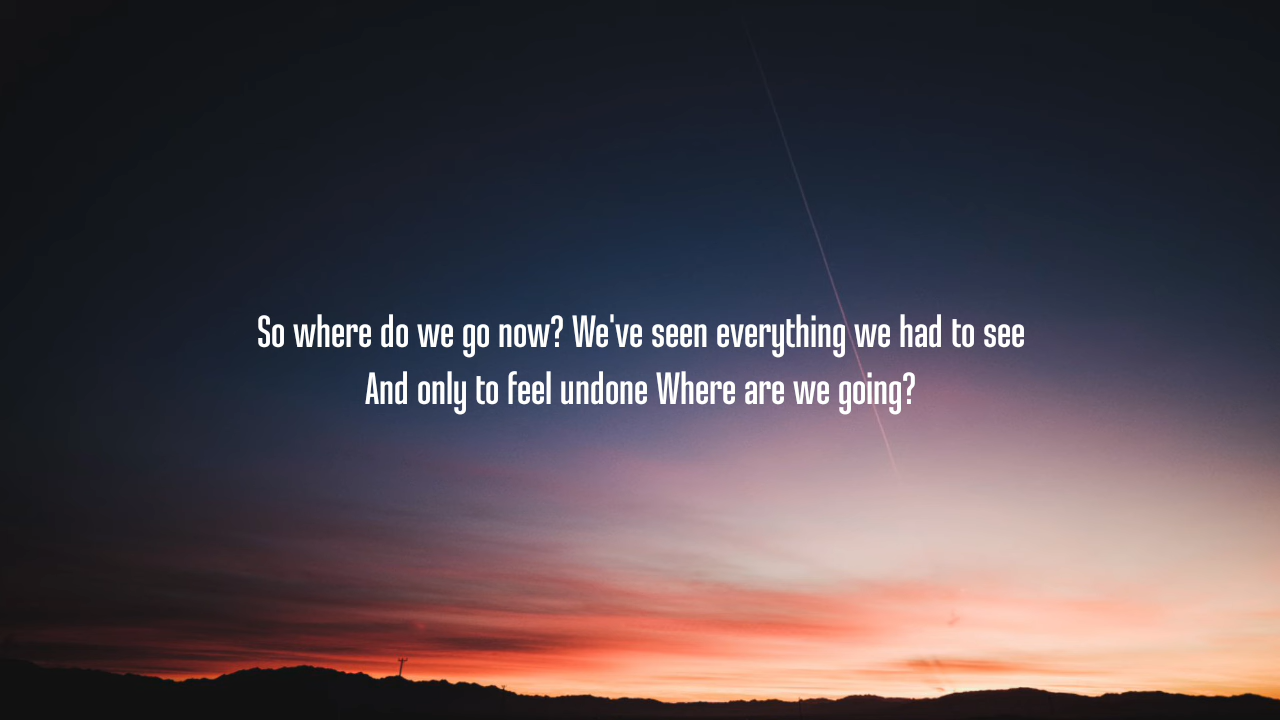 So where do we go now? We've seen everything we had to see
And only to feel undone Where are we going?